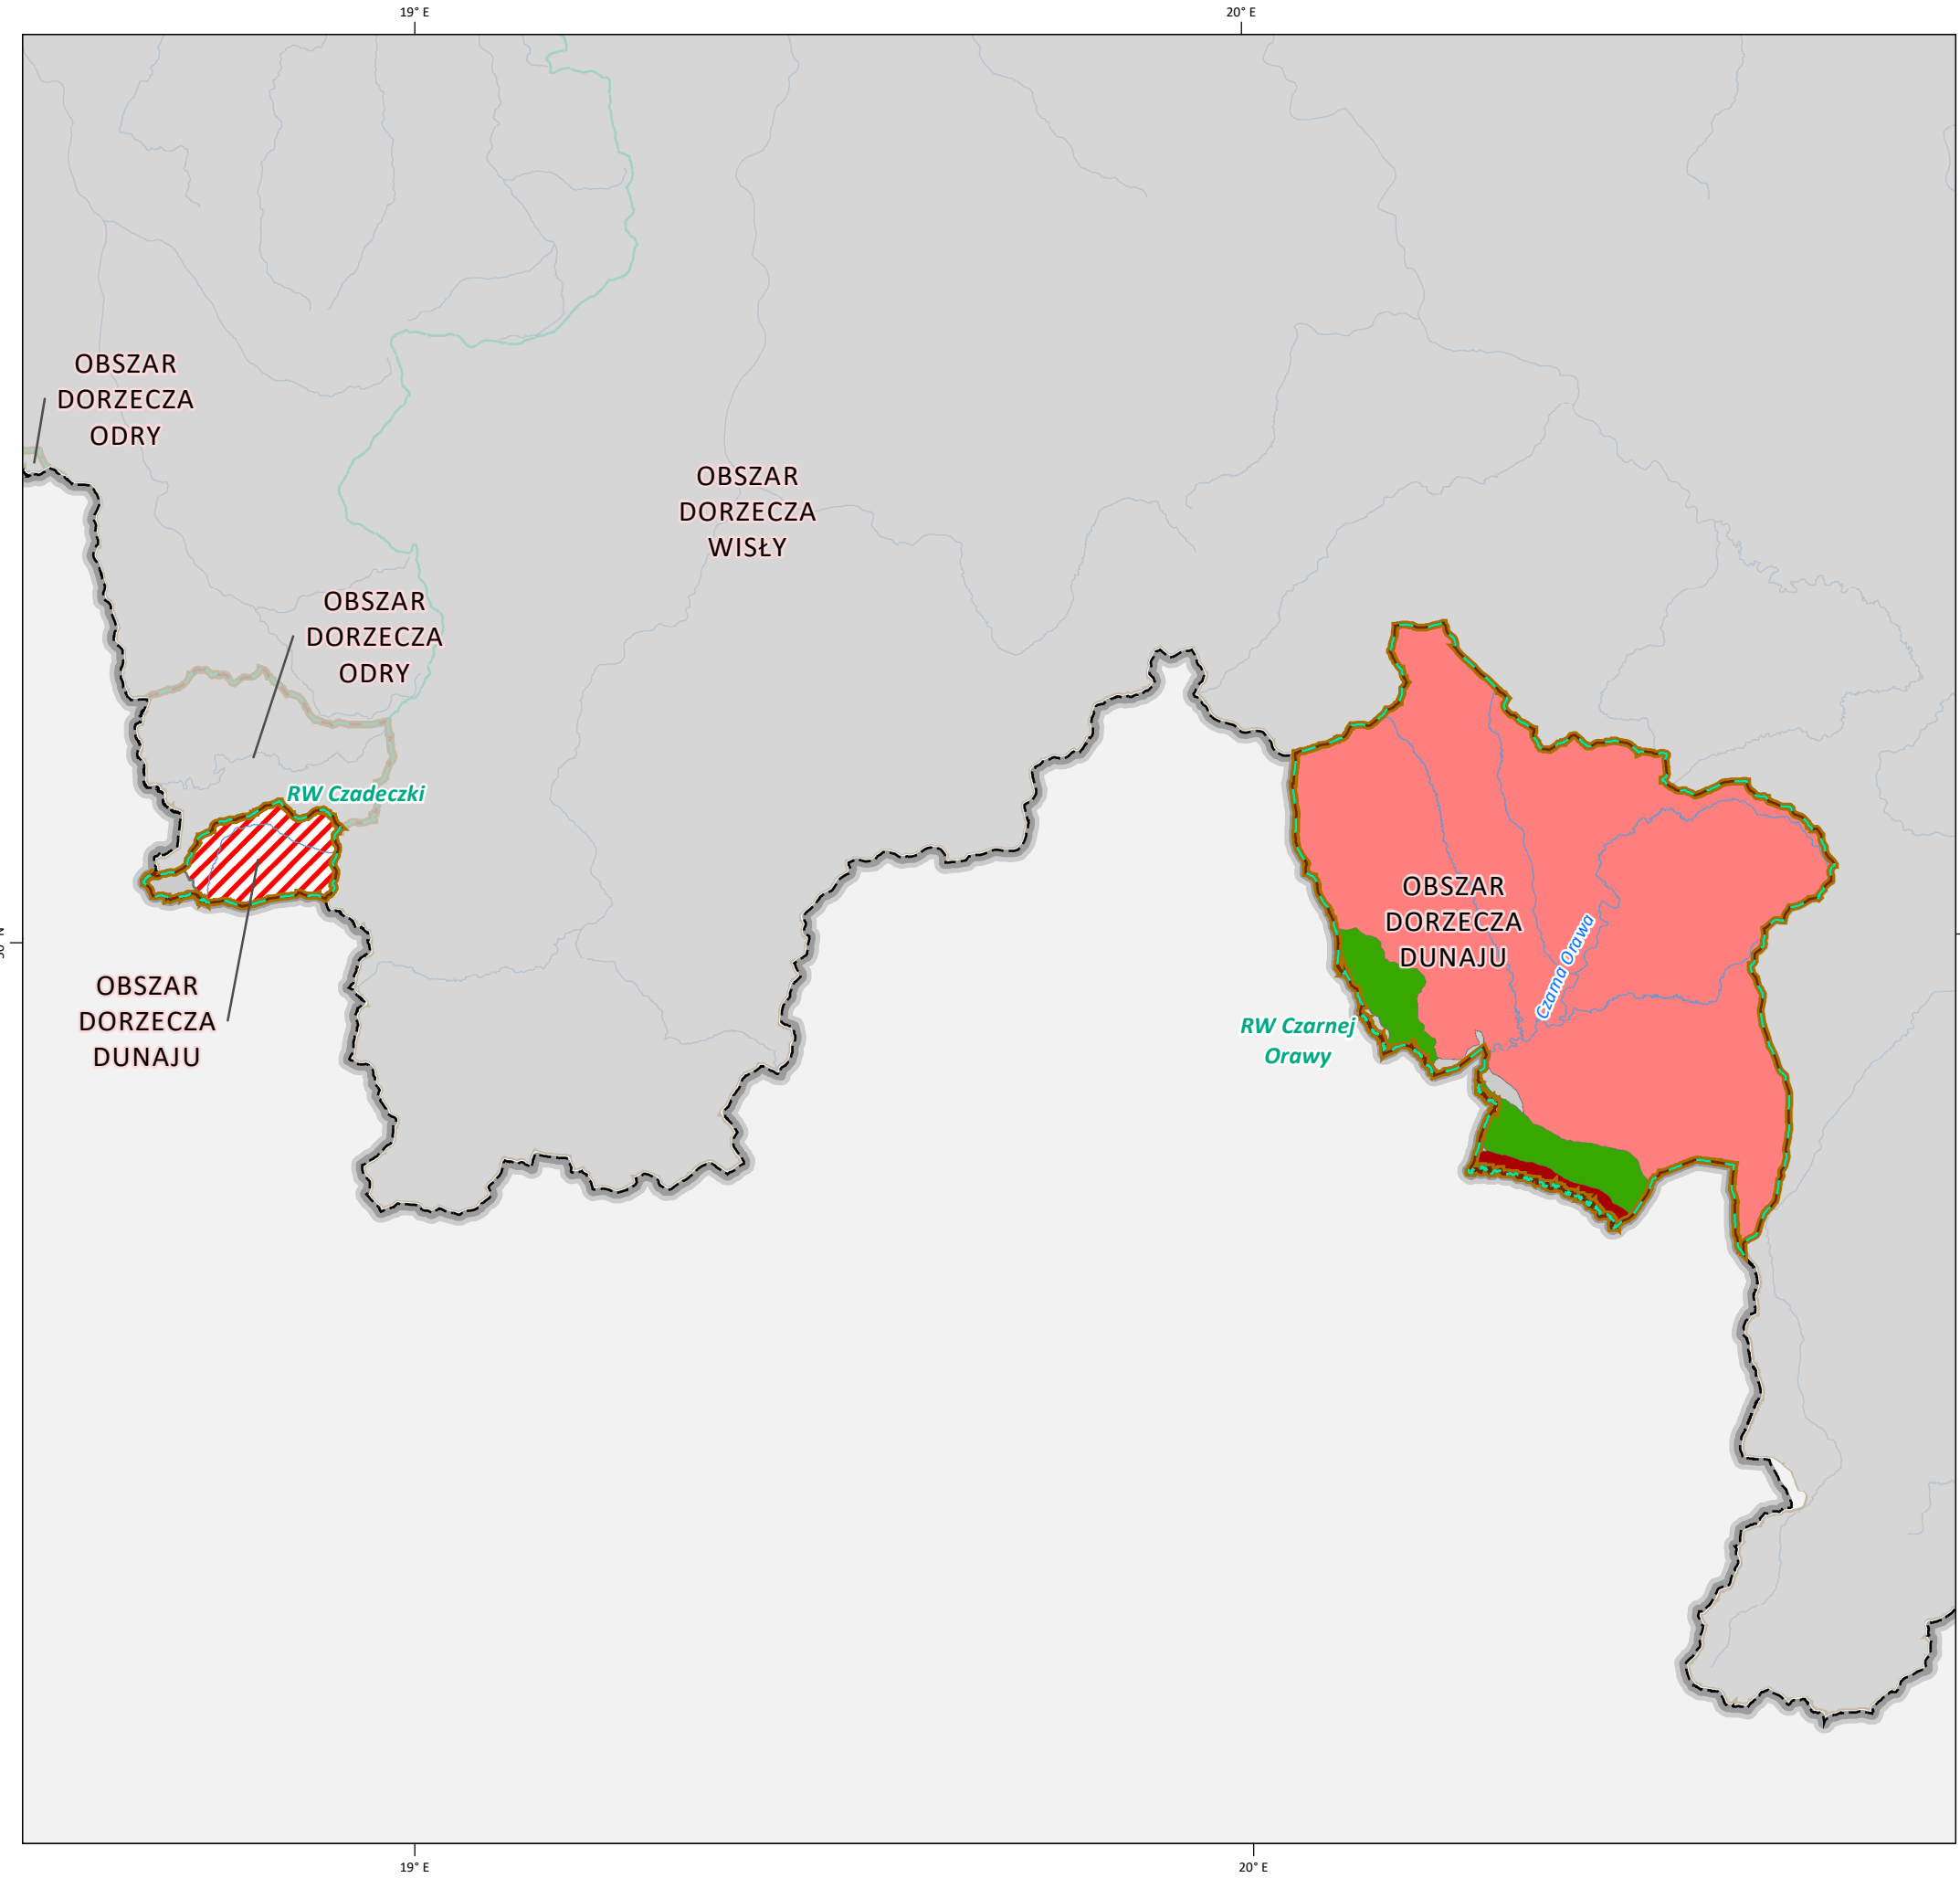 19° E
20° E
OBSZAR
DORZECZA
ODRY
OBSZAR
DORZECZA
WISŁY
OBSZAR
DORZECZA
ODRY
RW Czadeczki
OBSZAR
DORZECZA
DUNAJU
Czarna Orawa
OBSZAR
DORZECZA
DUNAJU
RW Czarnej
Orawy
19° E
20° E